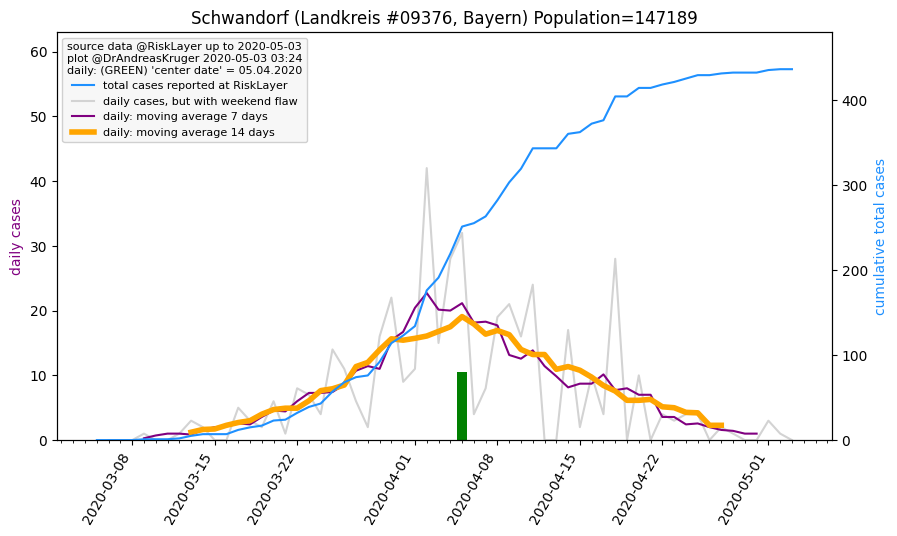 Schwandorf (Landkreis #09376, Bayern) Population=147189
source data @RiskLayer up to 2020-05-03
plot @DrAndreasKruger 2020-05-03 03:24
daily: (GREEN) 'center date' = 05.04.2020
total cases reported at RiskLayer
daily cases, but with weekend flaw
daily: moving average 7 days
daily: moving average 14 days
daily cases
60
50
40
30
20
10
0
cumulative total cases
400
300
200
100
0
2020-03-08
2020-03-15
2020-03-22
2020-04-01
2020-04-08
2020-04-15
2020-04-22
2020-05-01